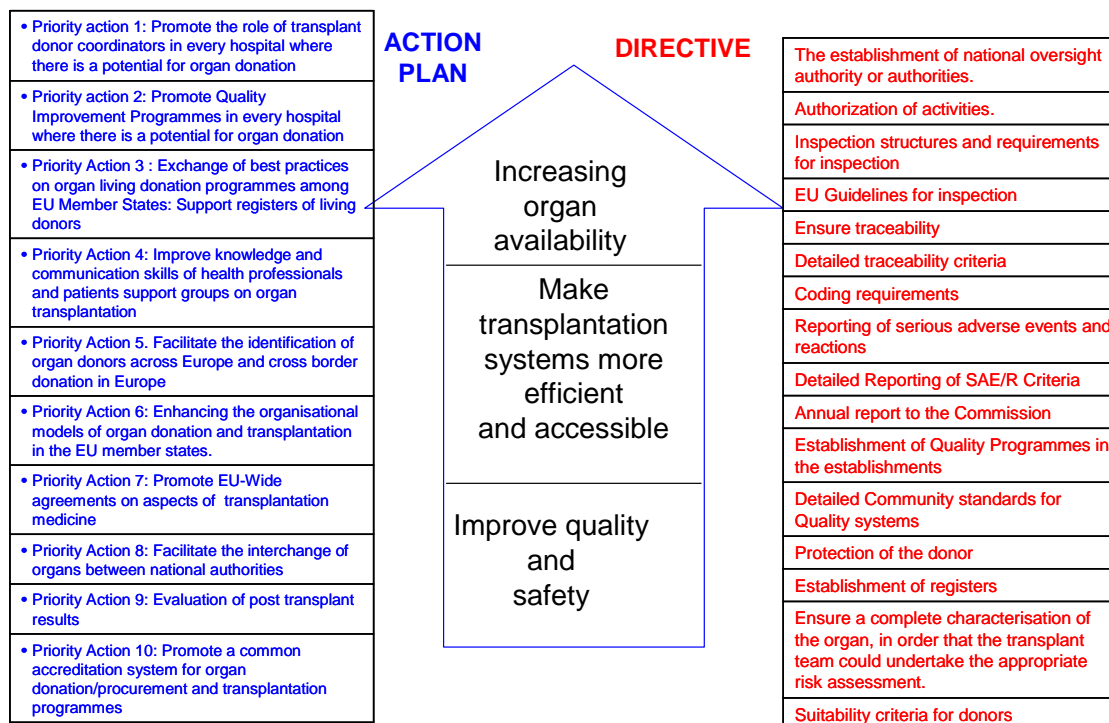 • Priority action 1: Promote the role of transplant
donor coordinators in every hospital where
there is a potential for organ donation
• Priority action 2: Promote Quality
Improvement Programmes in every hospital
where there is a potential for organ donation
• Priority Action 3 : Exchange of best practices
on organ living donation programmes among
EU Member States: Support registers of living
donors
• Priority Action 4: Improve knowledge and
communication skills of health professionals
and patients support groups on organ
transplantation
• Priority Action 5. Facilitate the identification of
organ donors across Europe and cross border
donation in Europe
• Priority Action 6: Enhancing the organisational
models of organ donation and transplantation
in the EU member states.
• Priority Action 7: Promote EU-Wide
agreements on aspects of transplantation
medicine
• Priority Action 8: Facilitate the interchange of
organs between national authorities
• Priority Action 9: Evaluation of post transplant
results
• Priority Action 10: Promote a common
accreditation system for organ
donation/procurement and transplantation
programmes
ACTION
PLAN
DIRECTIVE
Increasing
organ
availability
Make
transplantation
systems more
efficient
and accessible
Improve quality
and
safety
The establishment of national oversight
authority or authorities.
Authorization of activities.
Inspection structures and requirements
for inspection
EU Guidelines for inspection
Ensure traceability
Detailed traceability criteria
Coding requirements
Reporting of serious adverse events and
reactions
Detailed Reporting of SAE/R Criteria
Annual report to the Commission
Establishment of Quality Programmes in
the establishments
Detailed Community standards for
Quality systems
Protection of the donor
Establishment of registers
Ensure a complete characterisation of
the organ, in order that the transplant
team could undertake the appropriate
risk assessment.
Suitability criteria for donors